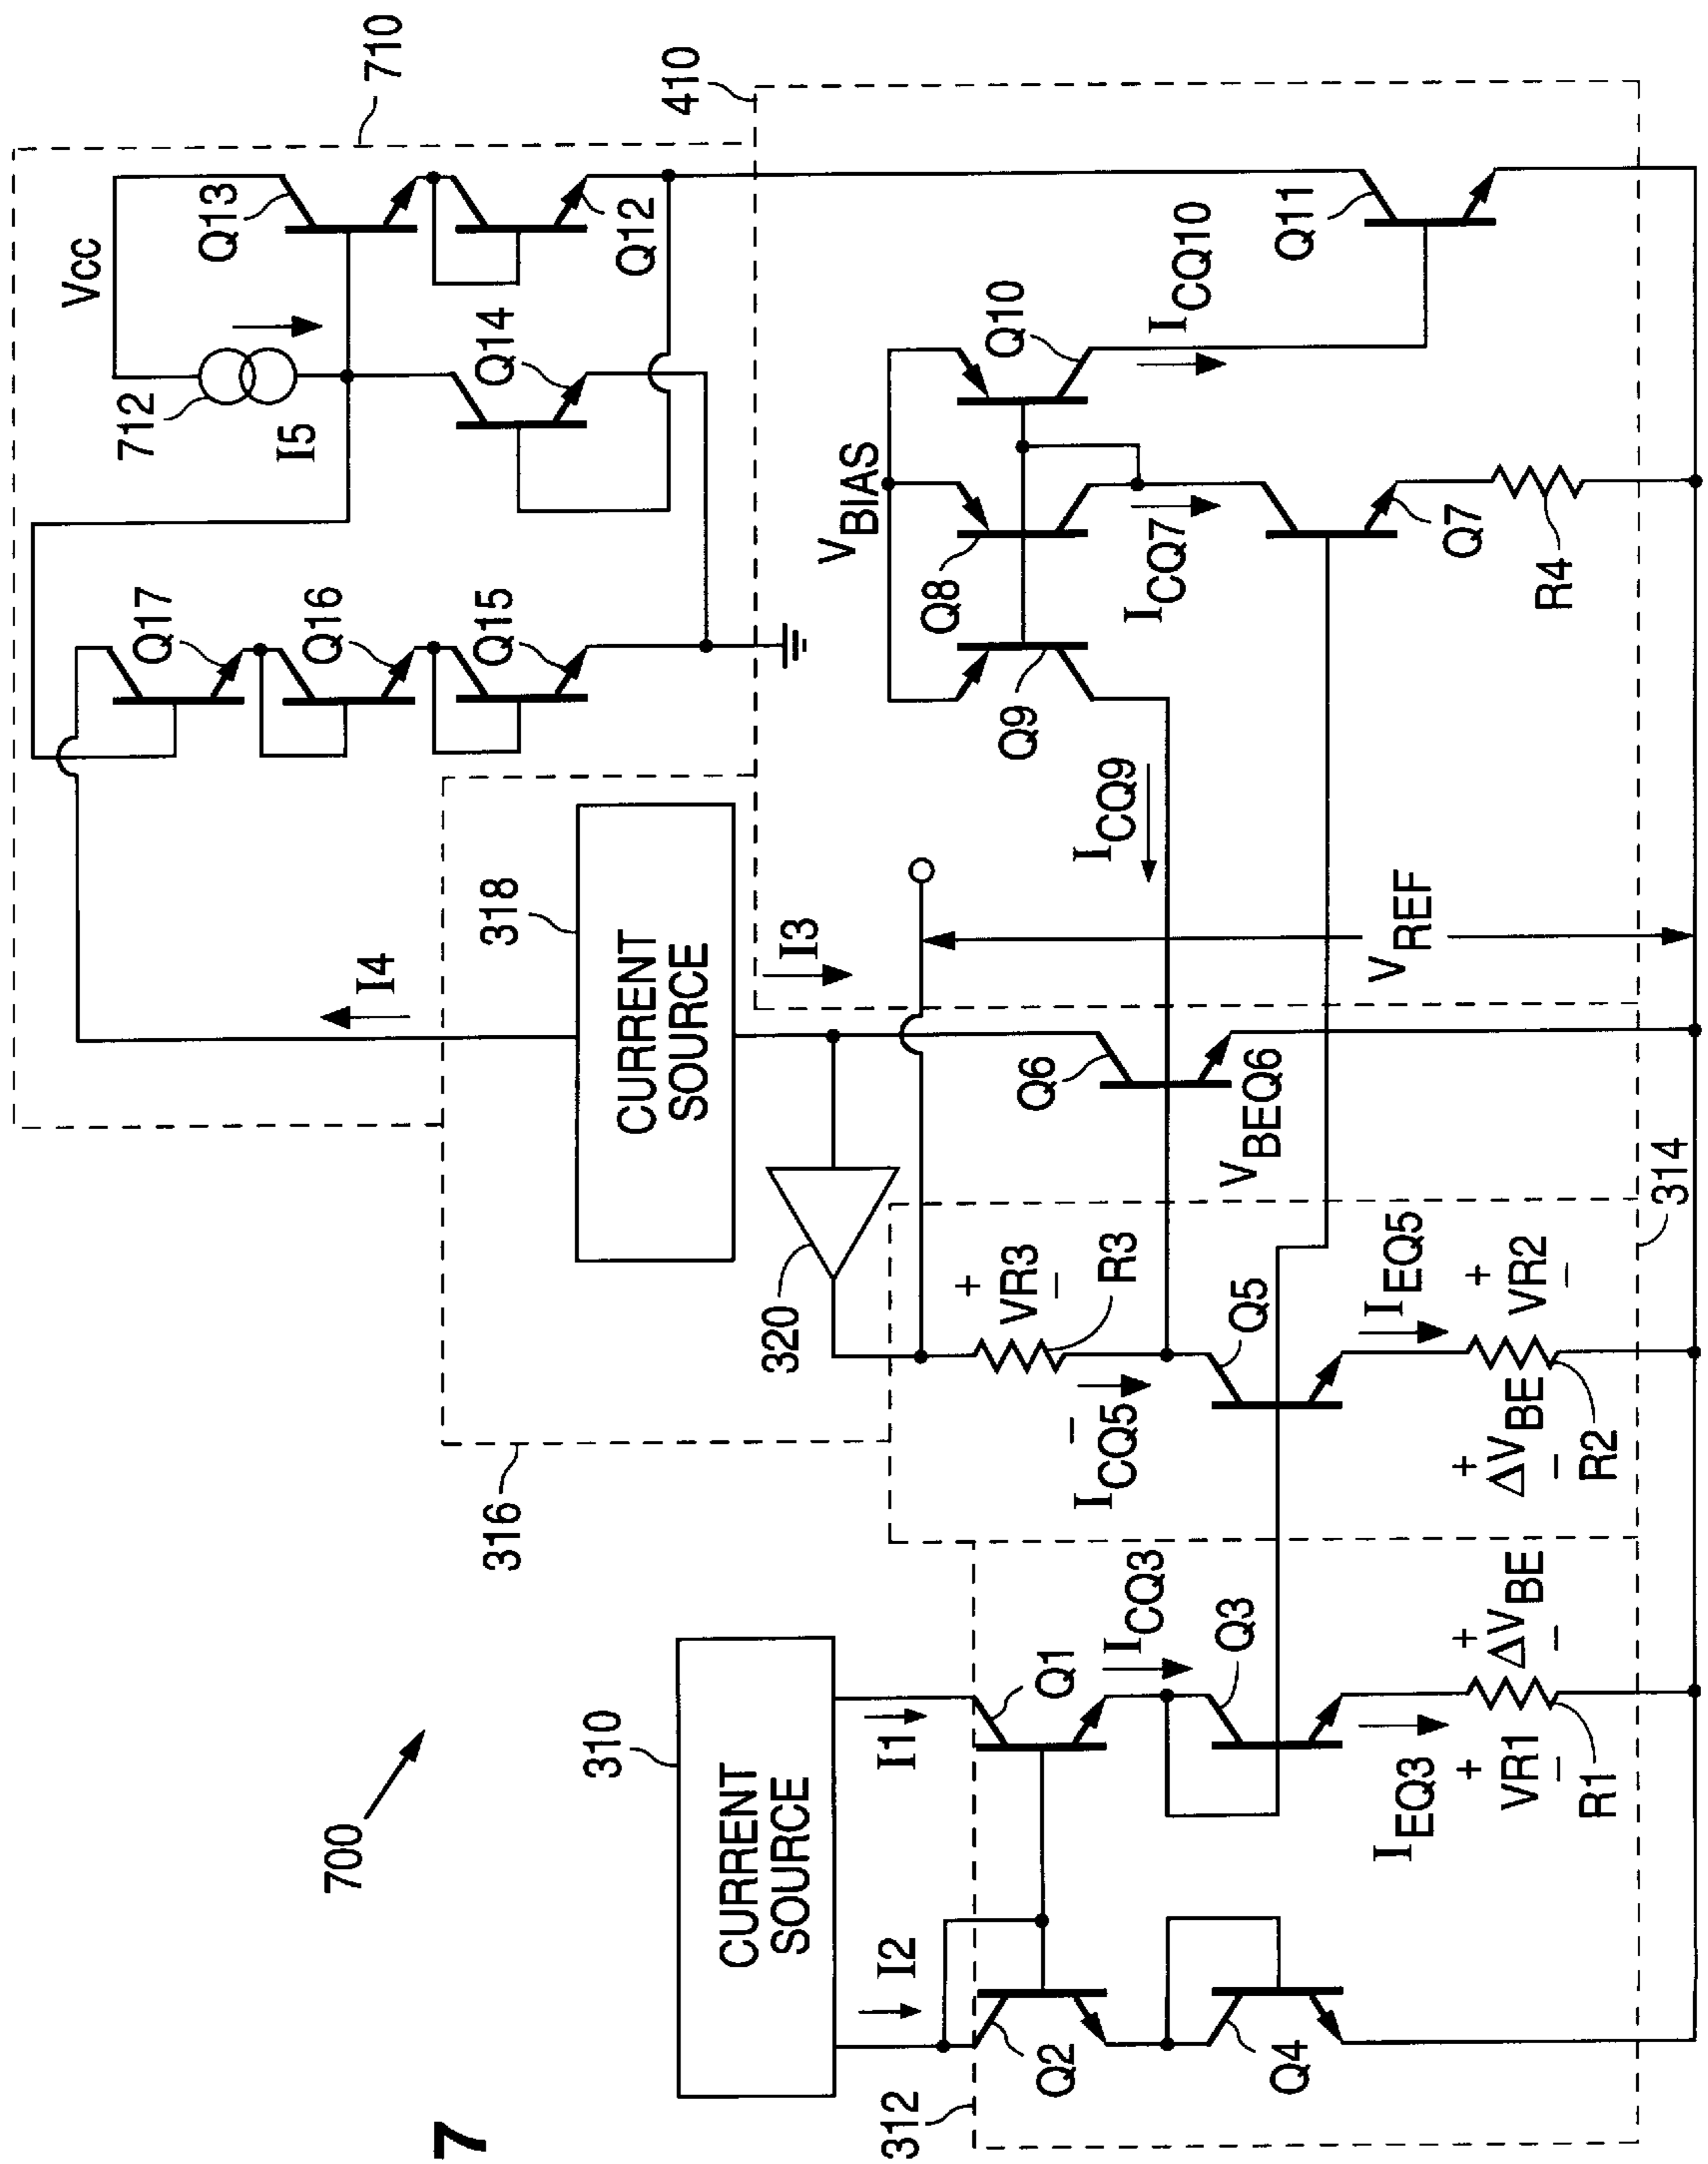 7
700
710
Vcc
Q13
712
I5
Q14
Q12
Q17
Q16
Q15
410
I4
318
CURRENT
SOURCE
I3
VBIAS
Q8
Q9
Q10
ICQ10
ICQ9
ICQ7
Q11
Q7
R4
VREF
316
320
Q6
VBEQ6
+
VR3
−
R3
−
ICQ5
Q5
IEQ5
+
VR2
−
+
ΔVBE
−
R2
314
310
CURRENT
SOURCE
I2
I1
312
Q2
Q1
ICQ3
Q4
Q3
IEQ3
+
VR1
−
R1
+
ΔVBE
−